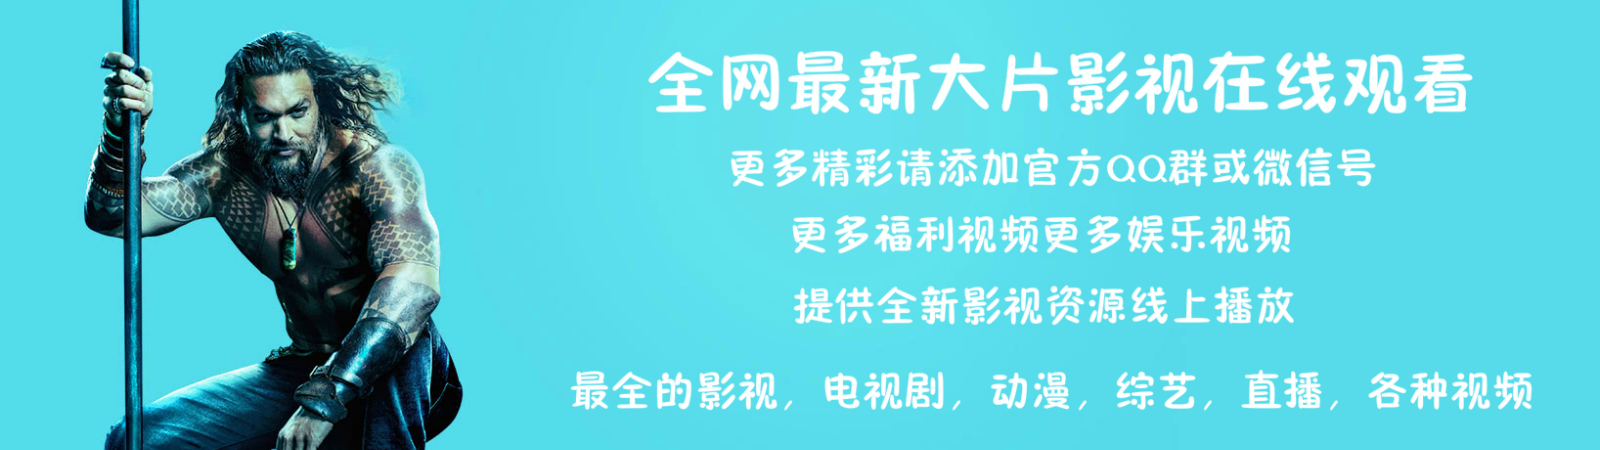 全网最新大片影视在线观看
更多精彩请添加官方QQ群或微信号
更多福利视频更多娱乐视频
提供全新影视资源线上播放
最全的影视，电视剧，动漫，综艺，直播，各种视频